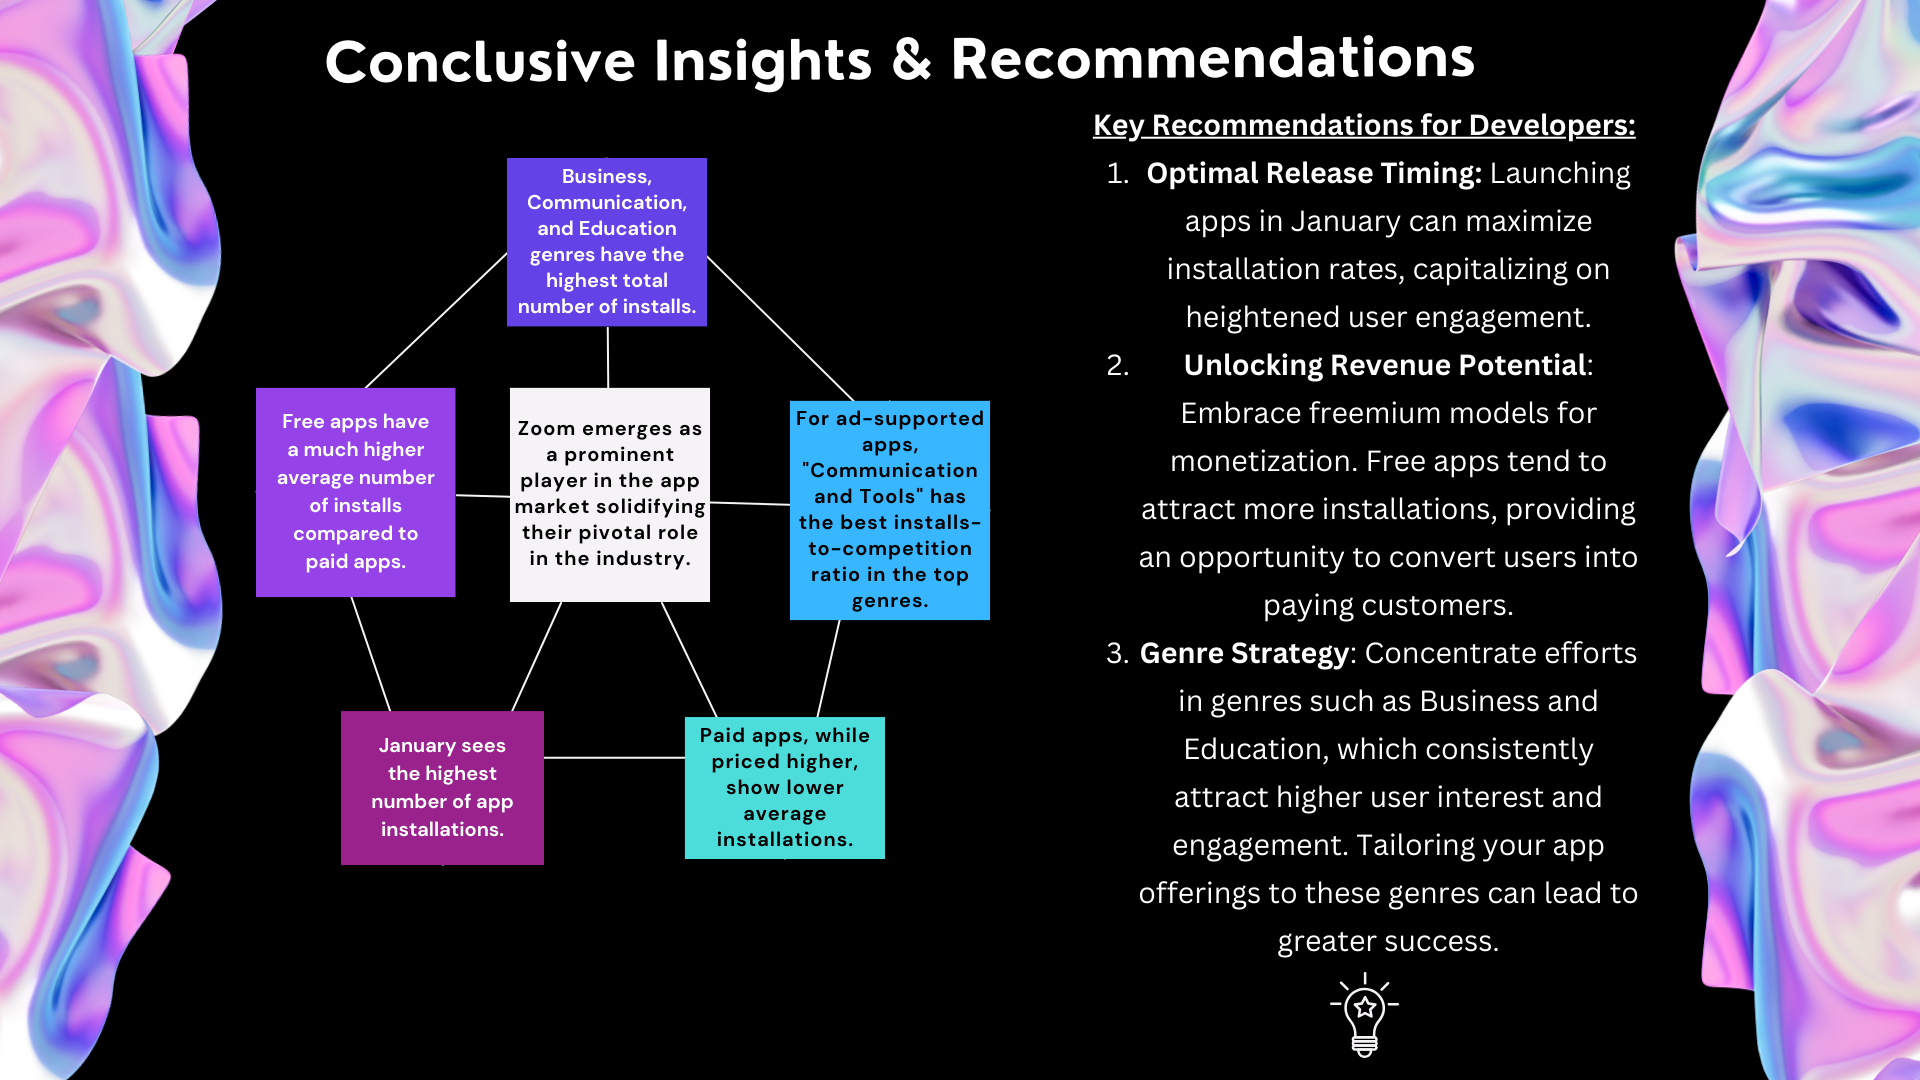 Conclusive Insights & Recommendations
Business,
Communication,
and Education
genres have the
highest total
number of installs.
Free apps have
a much higher
average number
of installs
compared to
paid apps.
Zoom emerges as
a prominent
player in the app
market solidifying
their pivotal role
in the industry.
For ad-supported
apps,
"Communication
and Tools" has
the best installs-
to-competition
ratio in the top
genres.
January sees
the highest
number of app
installations.
Paid apps, while
priced higher,
show lower
average
installations.
Key Recommendations for Developers:
1. Optimal Release Timing: Launching
apps in January can maximize
installation rates, capitalizing on
heightened user engagement.
2. Unlocking Revenue Potential:
Embrace freemium models for
monetization. Free apps tend to
attract more installations, providing
an opportunity to convert users into
paying customers.
3. Genre Strategy: Concentrate efforts
in genres such as Business and
Education, which consistently
attract higher user interest and
engagement. Tailoring your app
offerings to these genres can lead to
greater success.